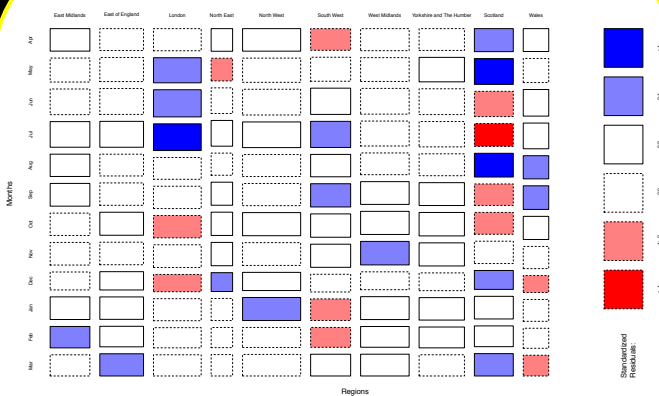 East Midlands
East of England
London
North East
North West
South West
West Midlands
Yorkshire and The Humber
Scotland
Wales
Apr
May
Jun
Jul
Aug
Sep
Oct
Nov
Dec
Jan
Feb
Mar
Months
Regions
Standardized
Residuals: